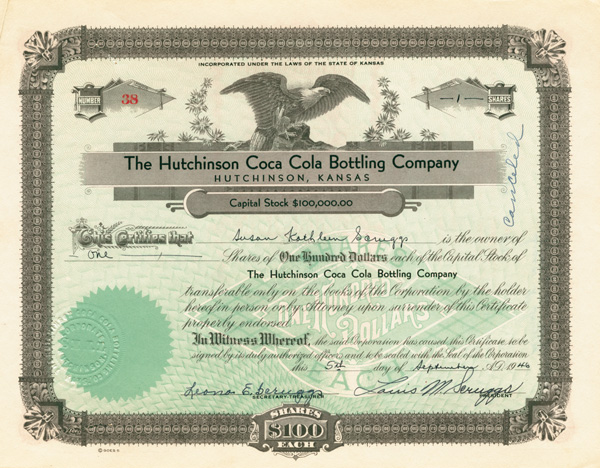 INCORPORATED UNDER THE LAWS OF THE STATE OF KANSAS
NUMBER
38
-1-
SHARES
The Hutchinson Coca Cola Bottling Company
HUTCHINSON, KANSAS
Capital Stock $100,000.00
canceled
This Certifies that Susan Kathleen Scruggs is the owner of
One Shares of One Hundred Dollars each of the Capital Stock of
The Hutchinson Coca Cola Bottling Company
transferable only on the books of the Corporation by the holder
hereof in person or by Attorney upon surrender of this Certificate
properly endorsed.
In Witness Whereof, the said Corporation has caused this Certificate to be
signed by its duly authorized officers and to be sealed with the Seal of the Corporation
this 5th day of September A.D. 1946
Leonos E. Scruggs
Louis M Scruggs
SECRETARY-TREASURER
PRESIDENT
SHARES
$100
EACH
© GOES